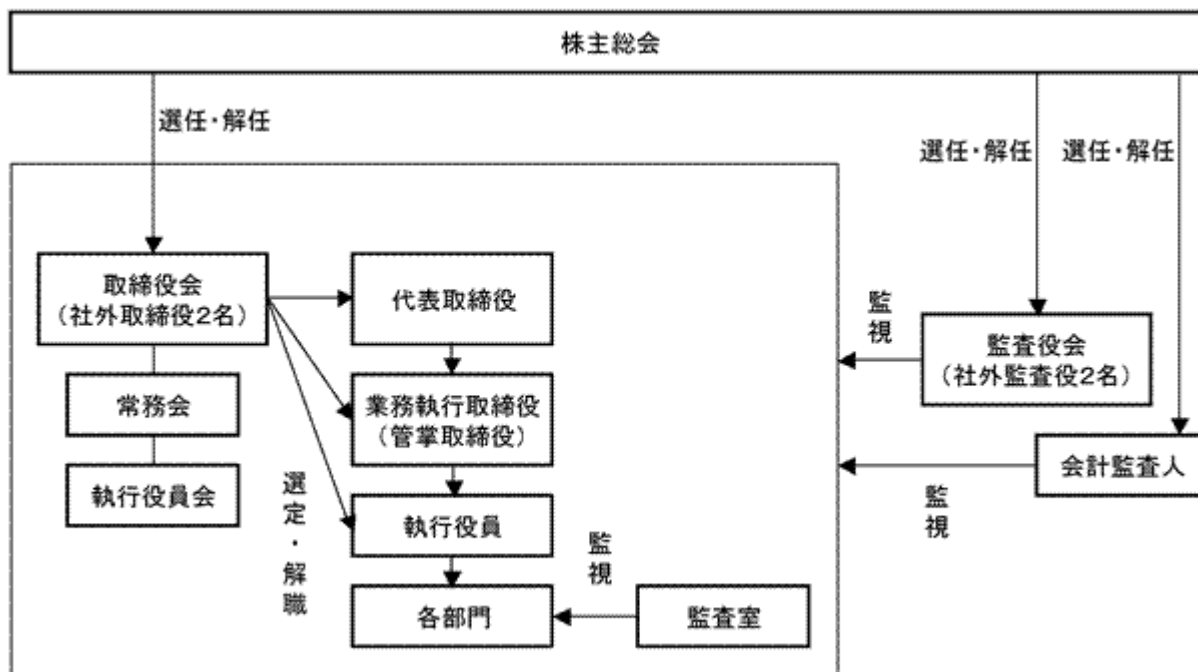 株主総会
選任・解任
選任・解任
選任・解任
取締役会
（社外取締役2名）
代表取締役
監視
監査役会
（社外監査役2名）
常務会
業務執行取締役
（管掌取締役）
会計監査人
執行役員会
選定・解職
執行役員
監視
監視
各部門
監査室